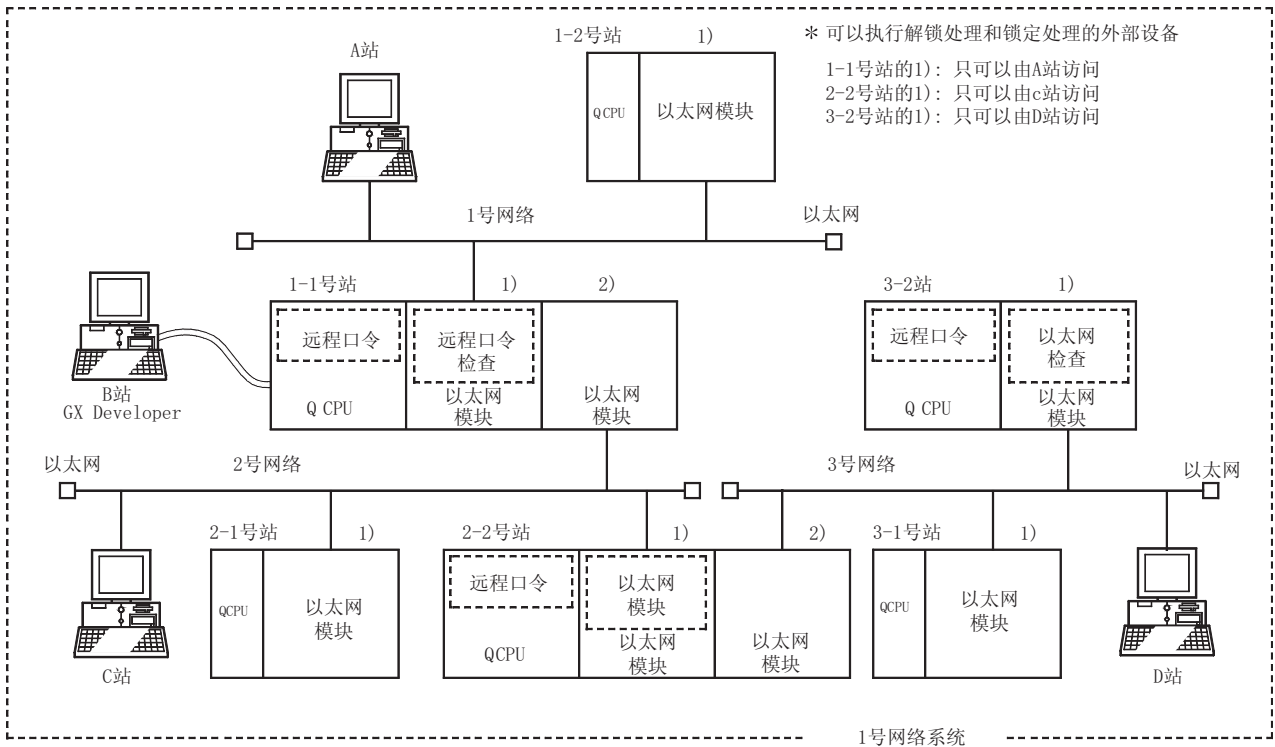 1-2号站 1)
＊ 可以执行解锁处理和锁定处理的外部设备
A站
1-1号站的1): 只可以由A站访问
2-2号站的1): 只可以由c站访问
3-2号站的1): 只可以由D站访问
QCPU
以太网模块
1号网络
以太网
1-1号站 1) 2)
3-2站 1)
远程口令
远程口令
检查
远程口令
以太网
检查
B站
GX Developer
Q CPU
以太网
模块
以太网
模块
Q CPU
以太网
模块
以太网
2号网络
3号网络
以太网
2-1号站 1)
2-2号站 1) 2)
3-1号站 1)
QCPU
以太网
模块
远程口令
以太网
模块
QCPU
以太网
模块
以太网
模块
QCPU
以太网
模块
C站
D站
1号网络系统